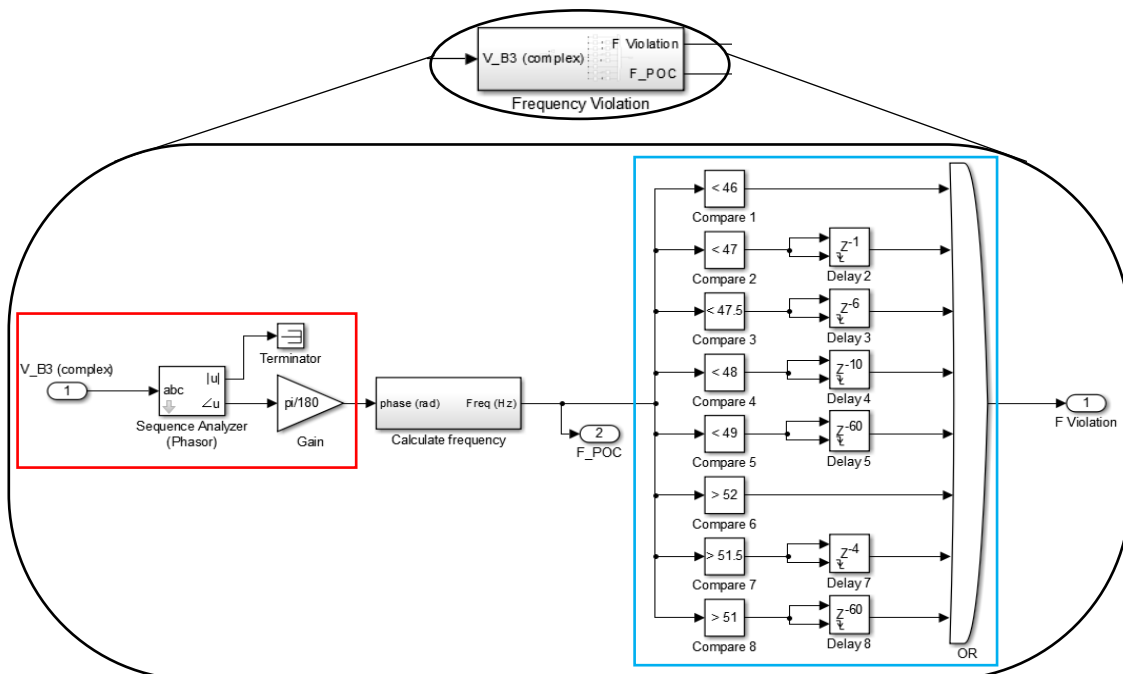 F Violation
V_B3 (complex)
F_POC
Frequency Violation
< 46
Compare 1
< 47
Compare 2
Z-1
Delay 2
< 47.5
Compare 3
Z-6
Delay 3
V_B3 (complex)
1
abc
|u|
∠u
Sequence Analyzer
(Phasor)
Terminator
pi/180
Gain
phase (rad)
Freq (Hz)
Calculate frequency
2
F_POC
< 48
Compare 4
Z-10
Delay 4
< 49
Compare 5
Z-60
Delay 5
> 52
Compare 6
> 51.5
Compare 7
Z-4
Delay 7
> 51
Compare 8
Z-60
Delay 8
OR
1
F Violation